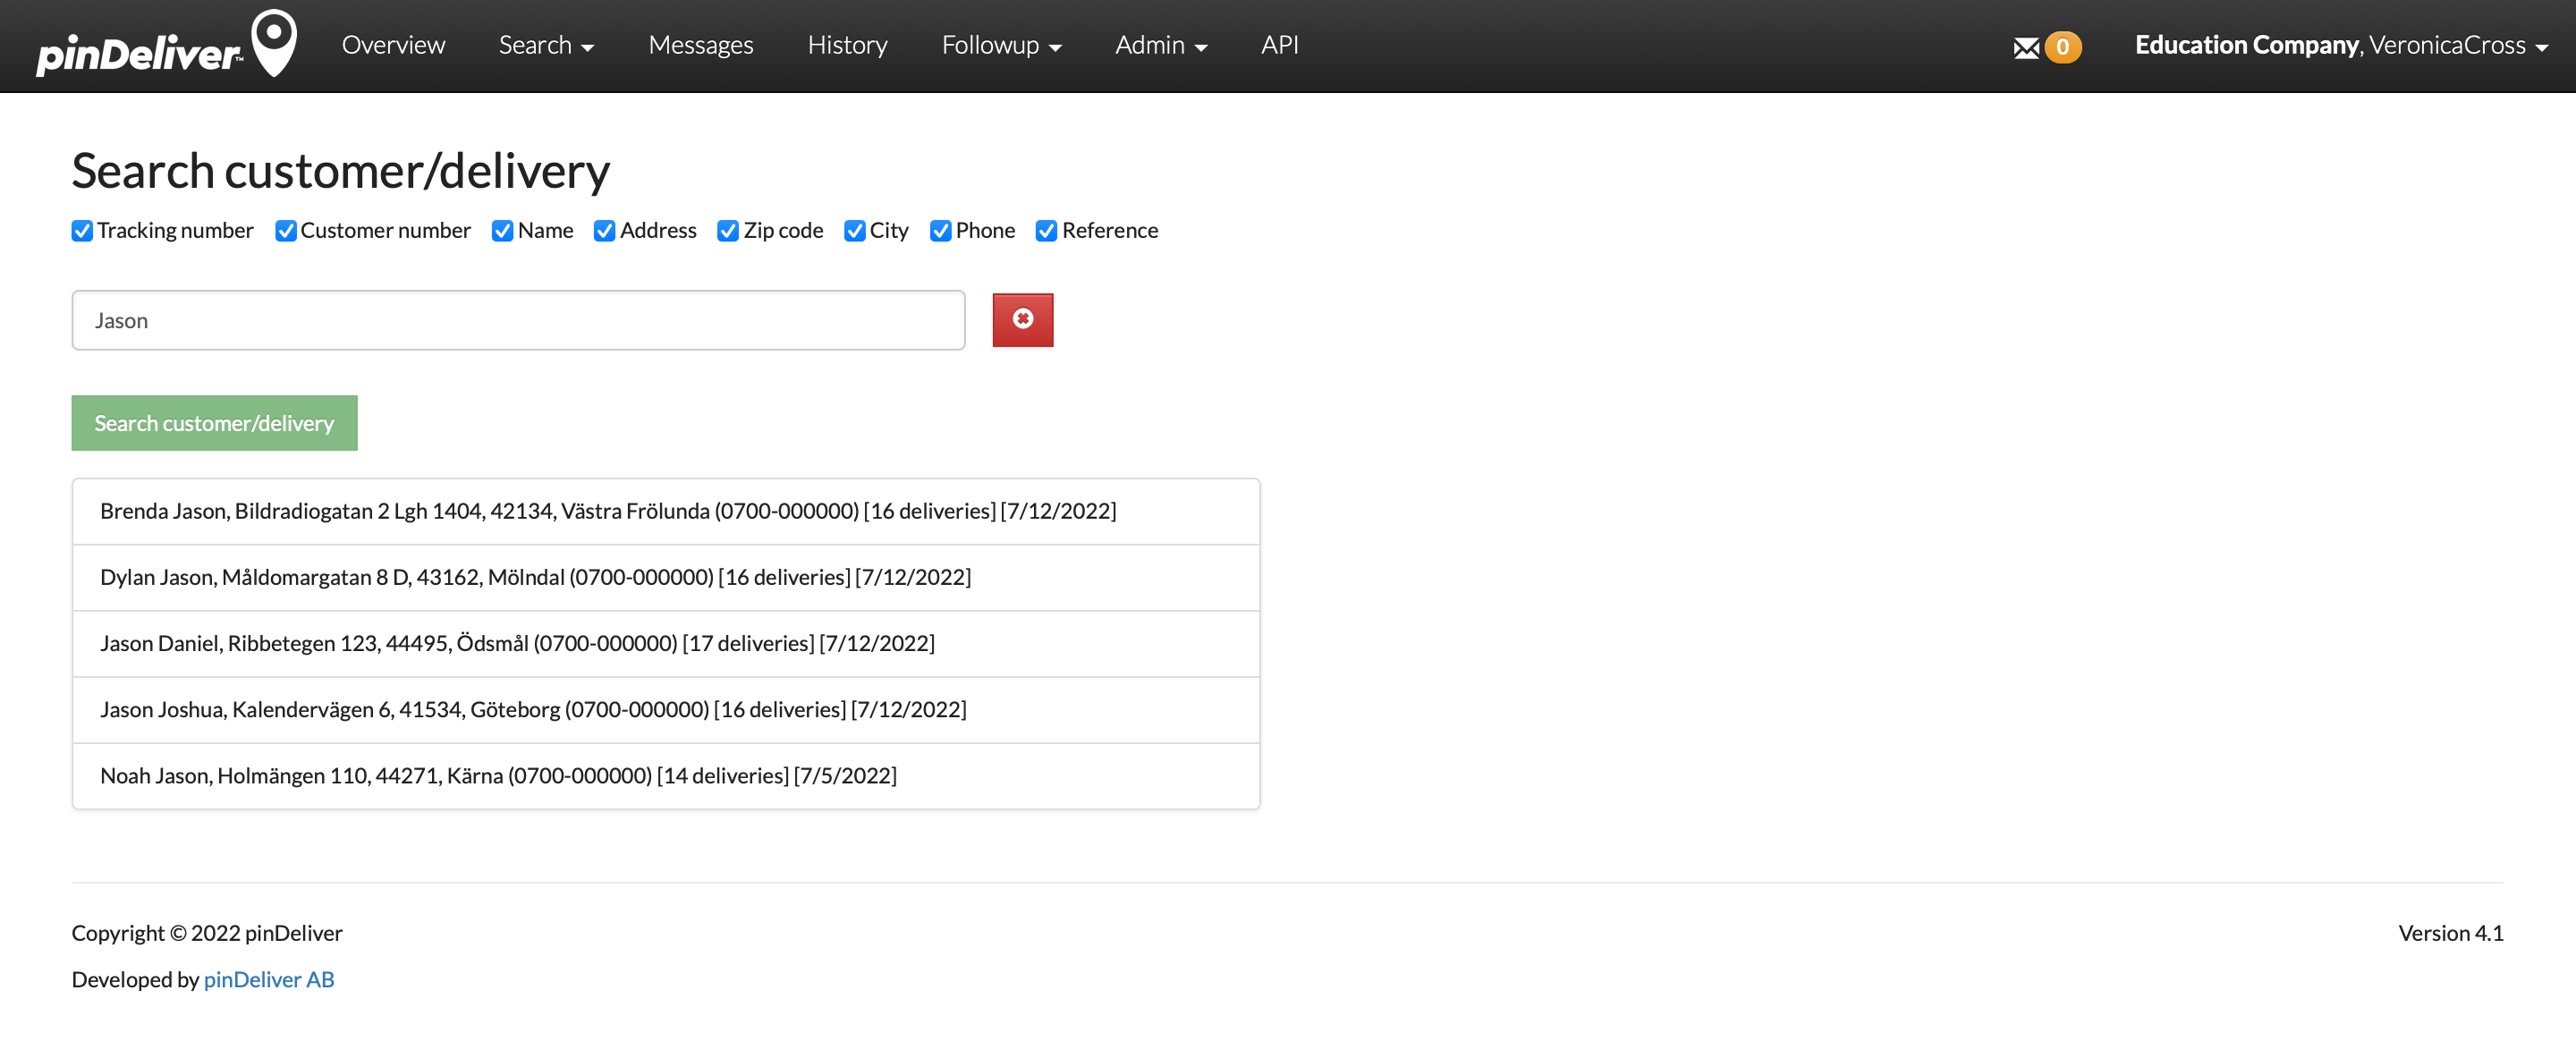 pinDeliver™ Overview Search Messages History Followup Admin API 0 Education Company, VeronicaCross
Search customer/delivery
Tracking number Customer number Name Address Zip code City Phone Reference
Jason
Search customer/delivery
Brenda Jason, Bildradiogatan 2 Lgh 1404, 42134, Västra Frölunda (0700-000000) [16 deliveries] [7/12/2022]
Dylan Jason, Måldomargatan 8 D, 43162, Mölndal (0700-000000) [16 deliveries] [7/12/2022]
Jason Daniel, Ribbetegen 123, 44495, Ödsmål (0700-000000) [17 deliveries] [7/12/2022]
Jason Joshua, Kalendervägen 6, 41534, Göteborg (0700-000000) [16 deliveries] [7/12/2022]
Noah Jason, Holmängen 110, 44271, Kärna (0700-000000) [14 deliveries] [7/5/2022]
Copyright © 2022 pinDeliver Version 4.1
Developed by pinDeliver AB